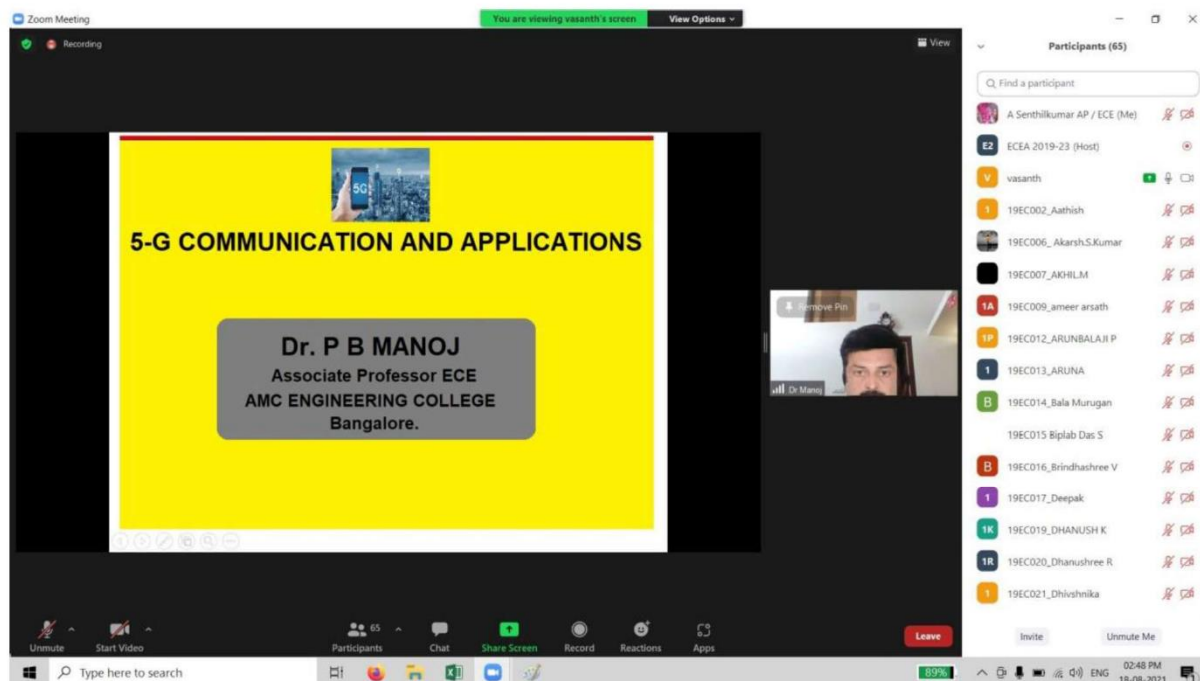 Zoom Meeting
You are viewing vasanth's screen
View Options
Recording
View
Participants (65)
Find a participant
5G
5-G COMMUNICATION AND APPLICATIONS
Dr. P B MANOJ
Associate Professor ECE
AMC ENGINEERING COLLEGE
Bangalore.
Remove Pin
Dr Manoj
A Senthilkumar AP / ECE (Me)
E2 ECEA 2019-23 (Host)
V vasanth
1 19EC002_Aathish
19EC006_ Akarsh.S.Kumar
19EC007_AKHIL.M
1A 19EC009_ameer arsath
1P 19EC012_ARUNBALAJI P
1 19EC013_ARUNA
B 19EC014_Bala Murugan
19EC015 Biplab Das S
B 19EC016_Brindhashree V
1 19EC017_Deepak
1K 19EC019_DHANUSH K
1R 19EC020_Dhanushree R
1 19EC021_Dhivshnika
Unmute
Start Video
65
Participants
Chat
Share Screen
Record
Reactions
Apps
Leave
Invite
Unmute Me
Type here to search
89%
ENG
02:48 PM
18-08-2021